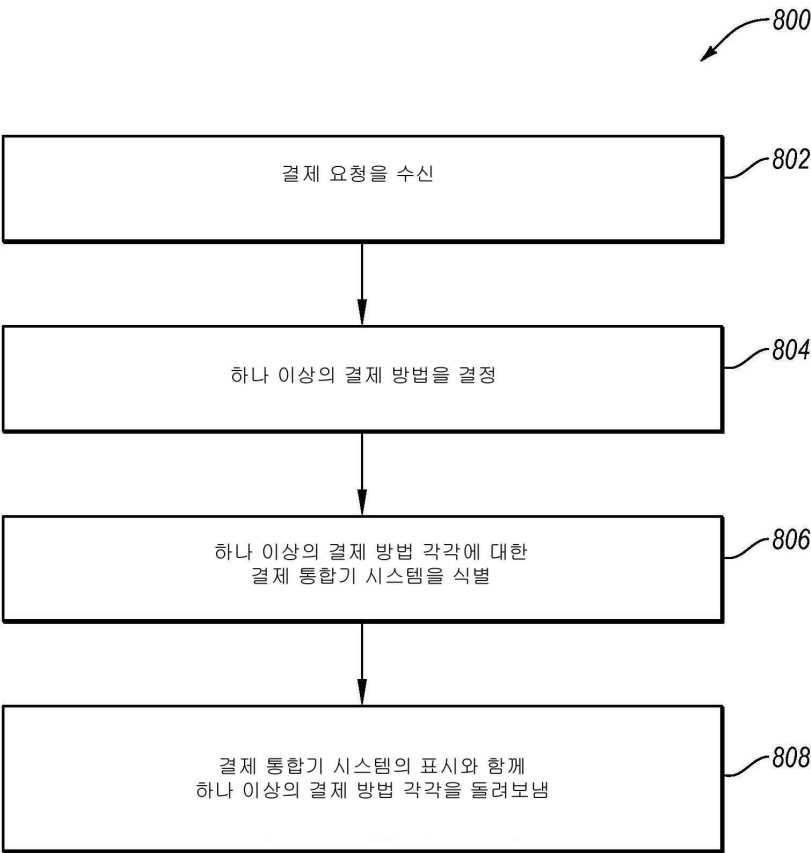 800
결제 요청을 수신
802
하나 이상의 결제 방법을 결정
804
하나 이상의 결제 방법 각각에 대한
결제 통합기 시스템을 식별
806
결제 통합기 시스템의 표시와 함께
하나 이상의 결제 방법 각각을 돌려보냄
808